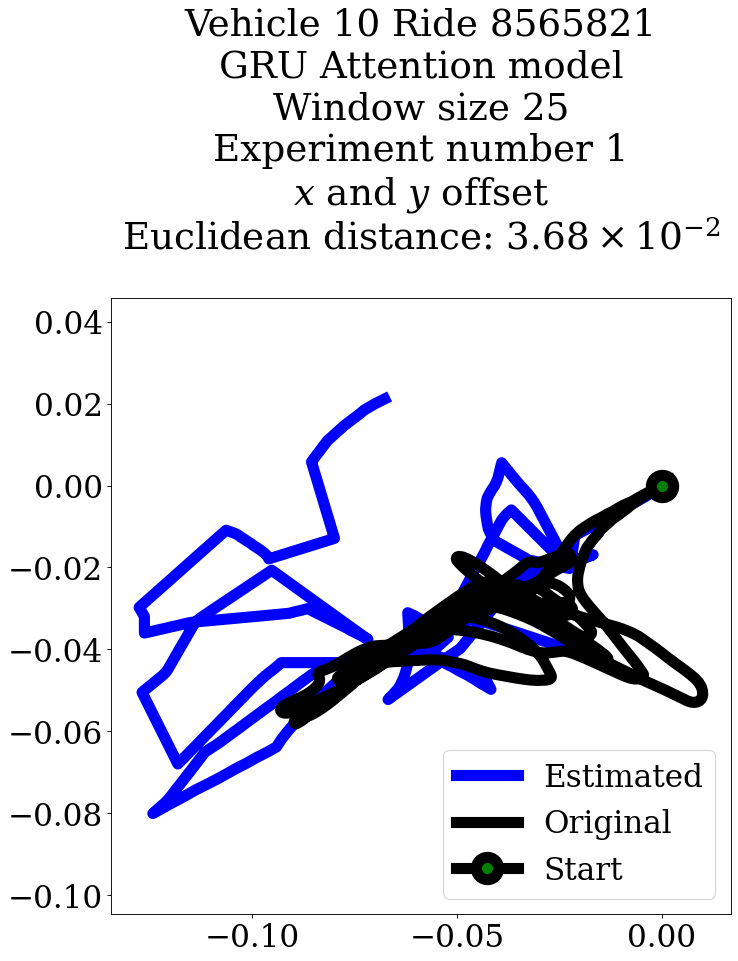 Vehicle 10 Ride 8565821
GRU Attention model
Window size 25
Experiment number 1
x and y offset
Euclidean distance: 3.68 × 10⁻²
0.04
0.02
0.00
−0.02
−0.04
−0.06
−0.08
−0.10
Estimated
Original
Start
−0.10 −0.05 0.00